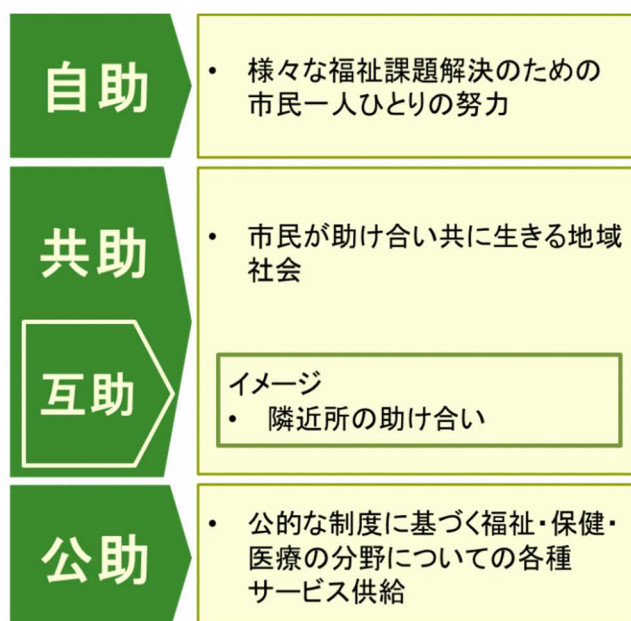 自助
• 様々な福祉課題解決のための
市民一人ひとりの努力
共助
• 市民が助け合い共に生きる地域
社会
互助
イメージ
• 隣近所の助け合い
公助
• 公的な制度に基づく福祉・保健・
医療の分野についての各種
サービス供給